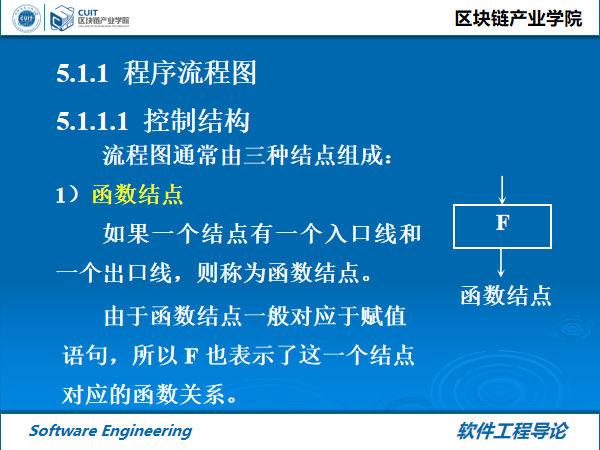 CUIT
区块链产业学院
区块链产业学院
5.1.1 程序流程图
5.1.1.1 控制结构
流程图通常由三种结点组成：
1）函数结点
如果一个结点有一个入口线和
一个出口线，则称为函数结点。
由于函数结点一般对应于赋值
语句，所以 F 也表示了这一个结点
对应的函数关系。
F
函数结点
Software Engineering
软件工程导论